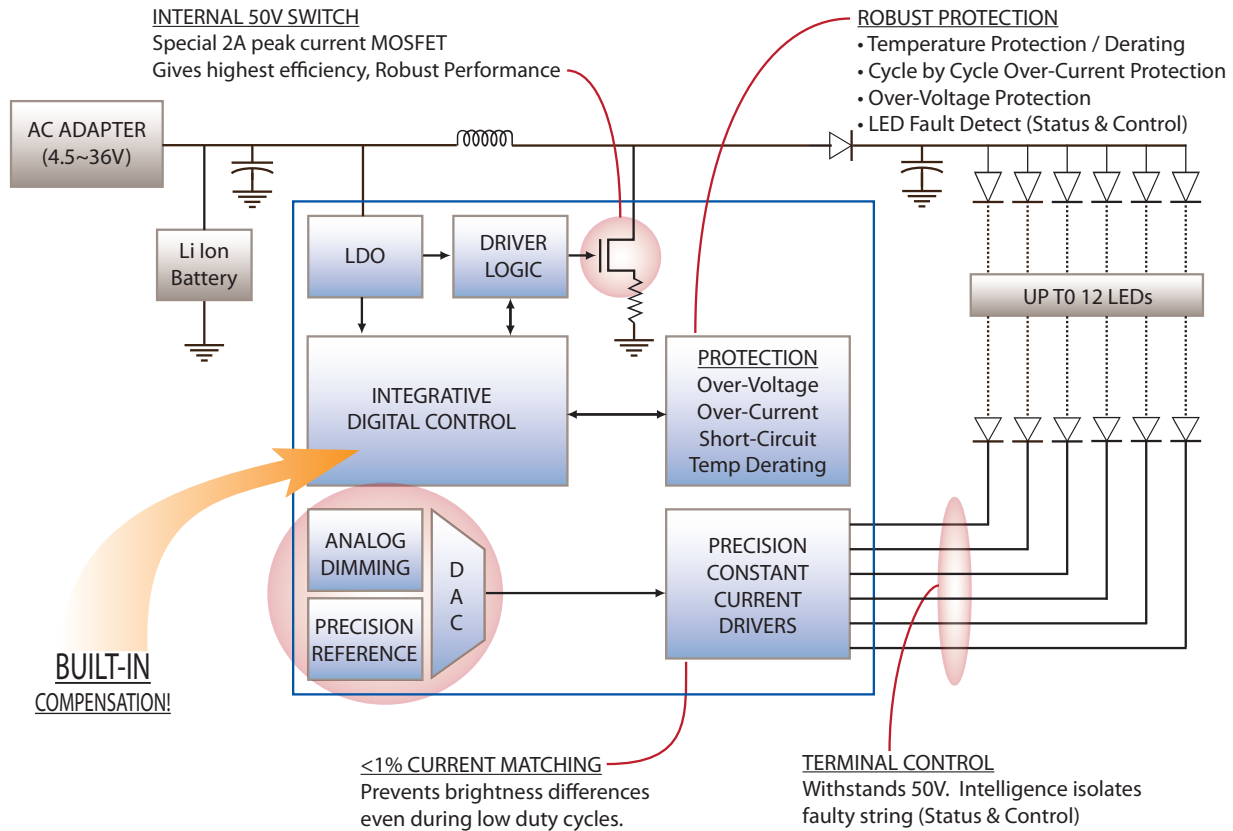 INTERNAL 50V SWITCH
Special 2A peak current MOSFET
Gives highest efficiency, Robust Performance
ROBUST PROTECTION
• Temperature Protection / Derating
• Cycle by Cycle Over-Current Protection
• Over-Voltage Protection
• LED Fault Detect (Status & Control)
AC ADAPTER
(4.5~36V)
Li Ion
Battery
LDO
DRIVER
LOGIC
UP T0 12 LEDs
INTEGRATIVE
DIGITAL CONTROL
PROTECTION
Over-Voltage
Over-Current
Short-Circuit
Temp Derating
ANALOG
DIMMING
PRECISION
REFERENCE
D
A
C
PRECISION
CONSTANT
CURRENT
DRIVERS
BUILT-IN
COMPENSATION!
<1% CURRENT MATCHING
Prevents brightness differences
even during low duty cycles.
TERMINAL CONTROL
Withstands 50V.  Intelligence isolates
faulty string (Status & Control)